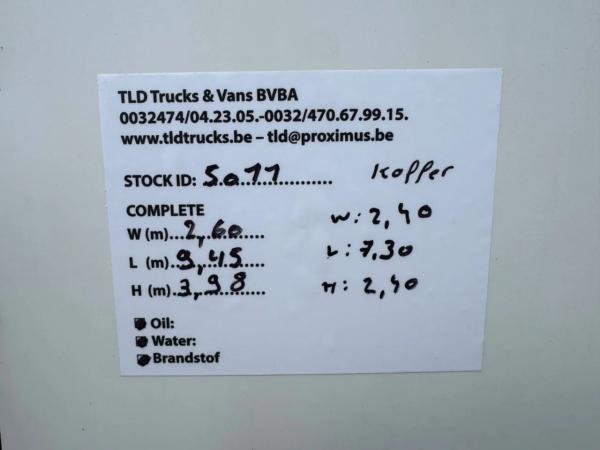 TLD Trucks & Vans BVBA
0032474/04.23.05.-0032/470.67.99.15.
www.tldtrucks.be – tld@proximus.be
STOCK ID: 5011
Koffer
COMPLETE
W (m) 2,60
W: 2,40
L (m) 9,45
L: 7,30
H (m) 3,98
H: 2,40
Oil:
Water:
Brandstof